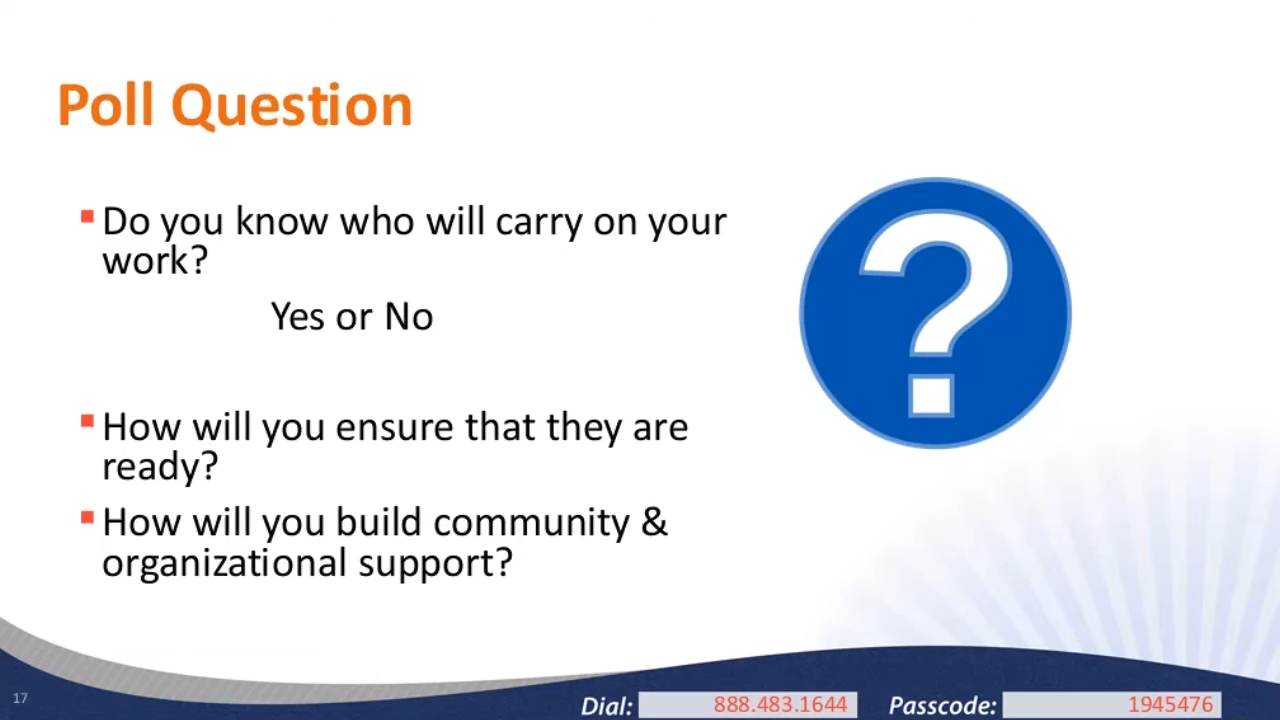 Poll Question
▪ Do you know who will carry on your
work?
Yes or No
▪ How will you ensure that they are
ready?
▪ How will you build community &
organizational support?
17
Dial: 888.483.1644 Passcode: 1945476